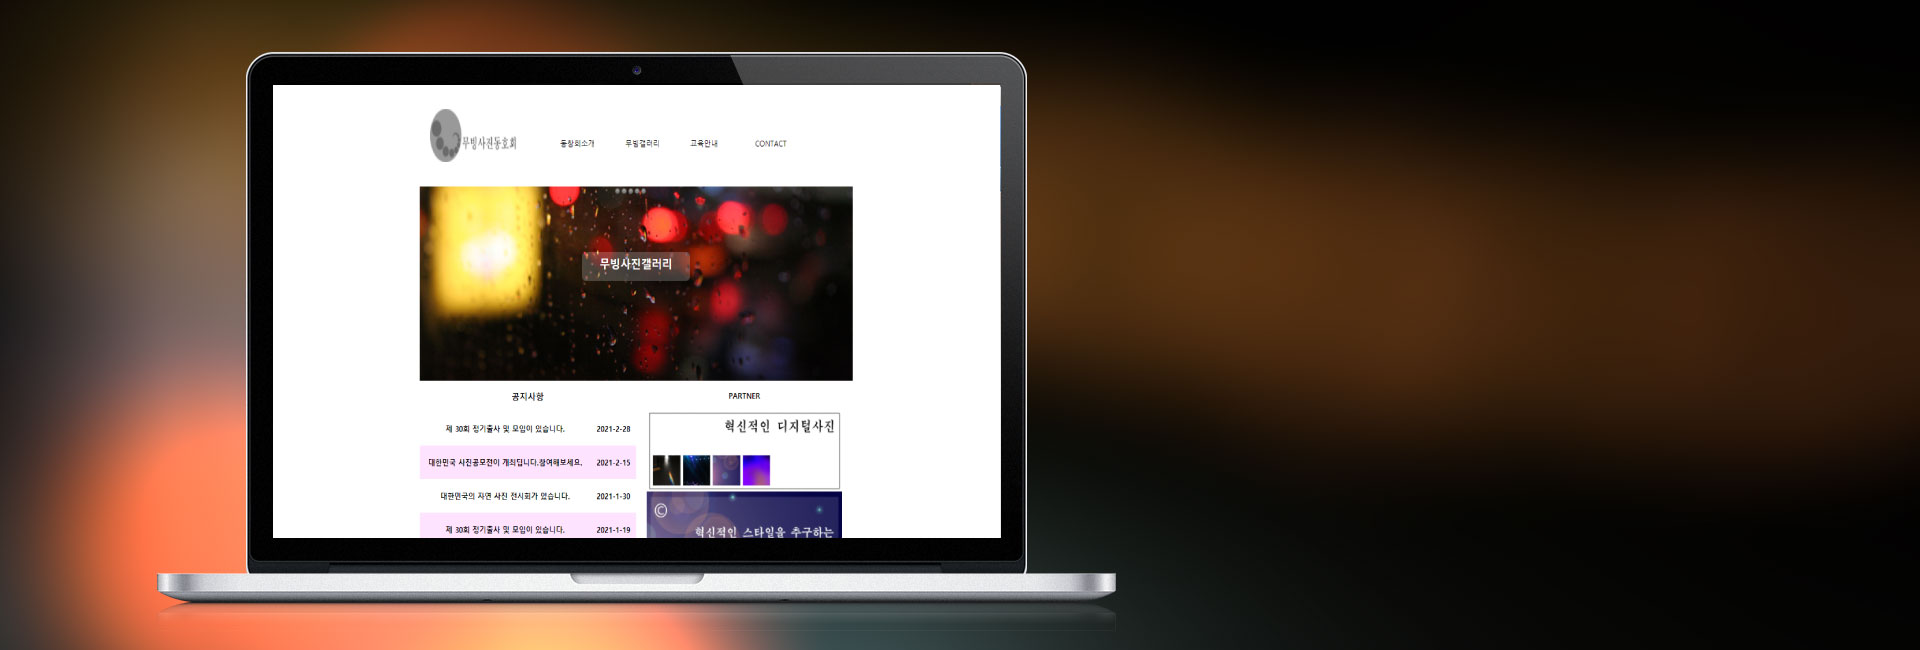 무빙사진동호회
동창회소개 무빙갤러리 교육안내 CONTACT
무빙사진갤러리
공지사항
제 30회 정기출사 및 모임이 있습니다. 2021-2-28
대한민국 사진공모전이 개최됩니다.참여해보세요. 2021-2-15
대한민국의 자연 사진 전시회가 있습니다. 2021-1-30
제 30회 정기출사 및 모임이 있습니다. 2021-1-19
PARTNER
혁신적인 디지털사진
©
혁신적인 스타일을 추구하는